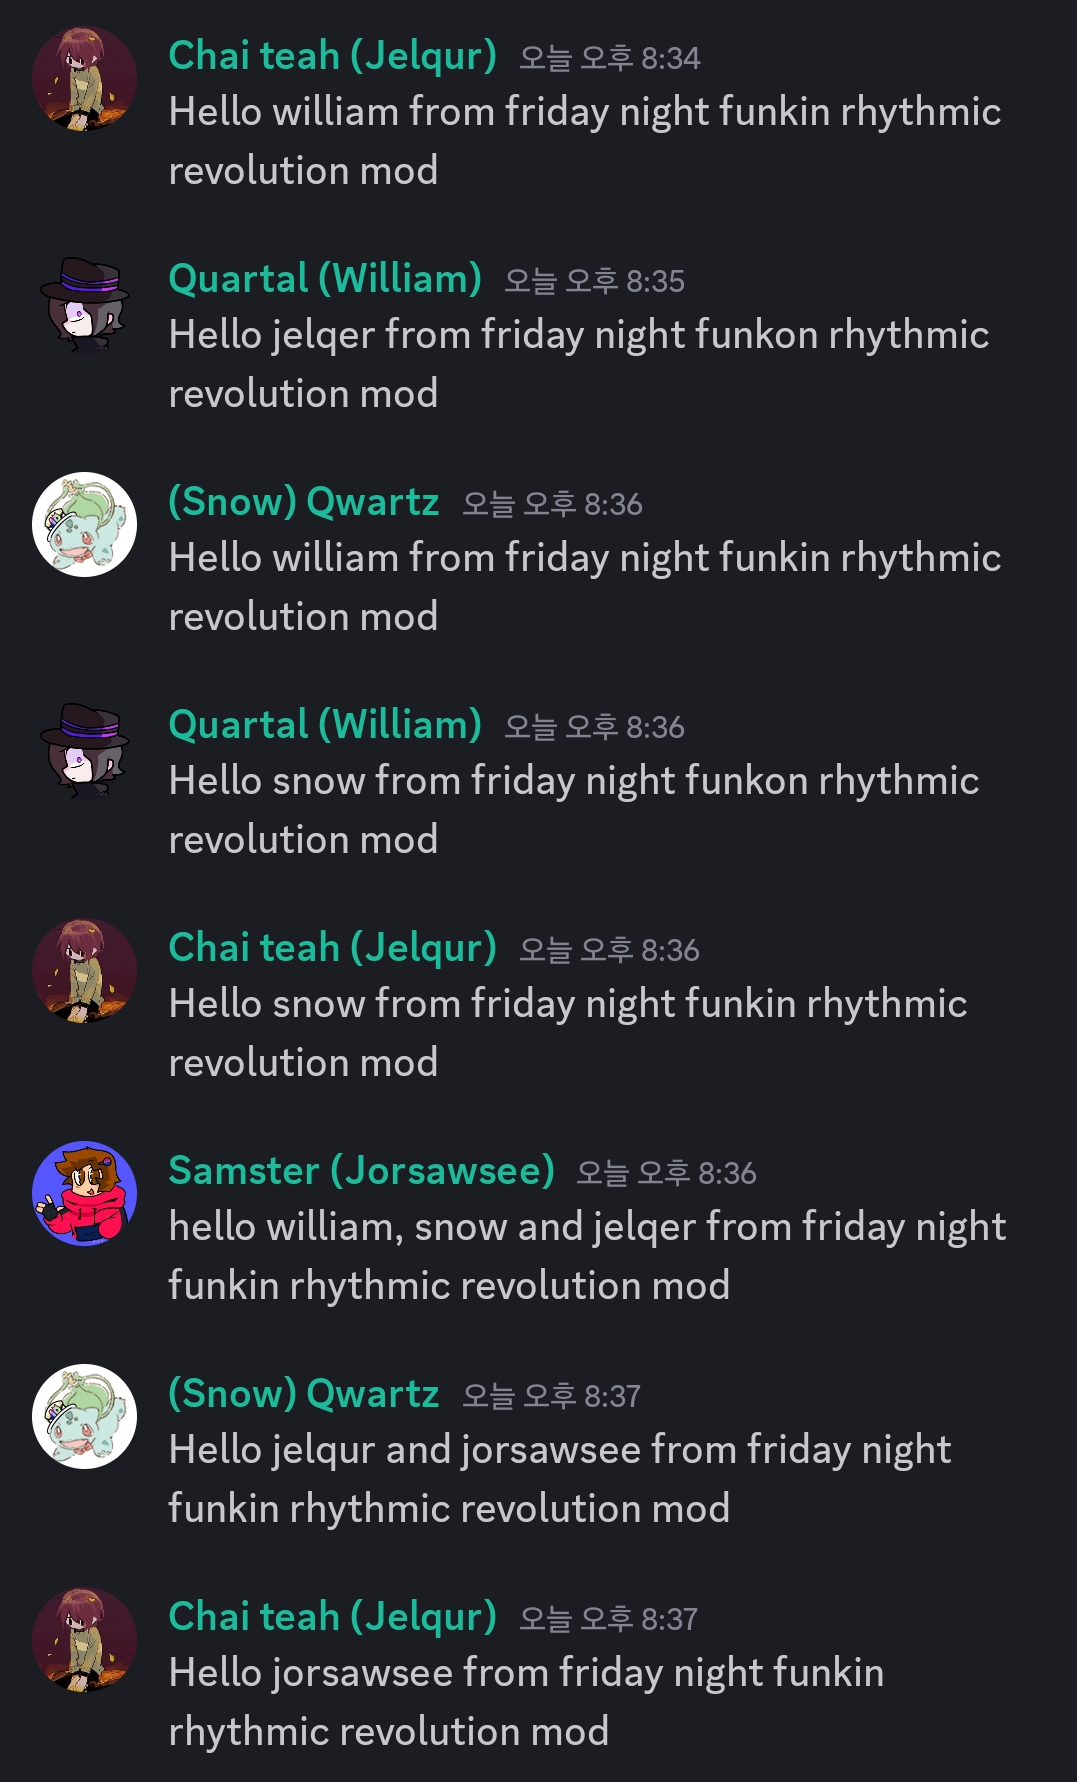 Chai teah (Jelqur) 오늘 오후 8:34
Hello william from friday night funkin rhythmic
revolution mod
Quartal (William) 오늘 오후 8:35
Hello jelqer from friday night funkon rhythmic
revolution mod
(Snow) Qwartz 오늘 오후 8:36
Hello william from friday night funkin rhythmic
revolution mod
Quartal (William) 오늘 오후 8:36
Hello snow from friday night funkon rhythmic
revolution mod
Chai teah (Jelqur) 오늘 오후 8:36
Hello snow from friday night funkin rhythmic
revolution mod
Samster (Jorsawsee) 오늘 오후 8:36
hello william, snow and jelqer from friday night
funkin rhythmic revolution mod
(Snow) Qwartz 오늘 오후 8:37
Hello jelqur and jorsawsee from friday night
funkin rhythmic revolution mod
Chai teah (Jelqur) 오늘 오후 8:37
Hello jorsawsee from friday night funkin
rhythmic revolution mod